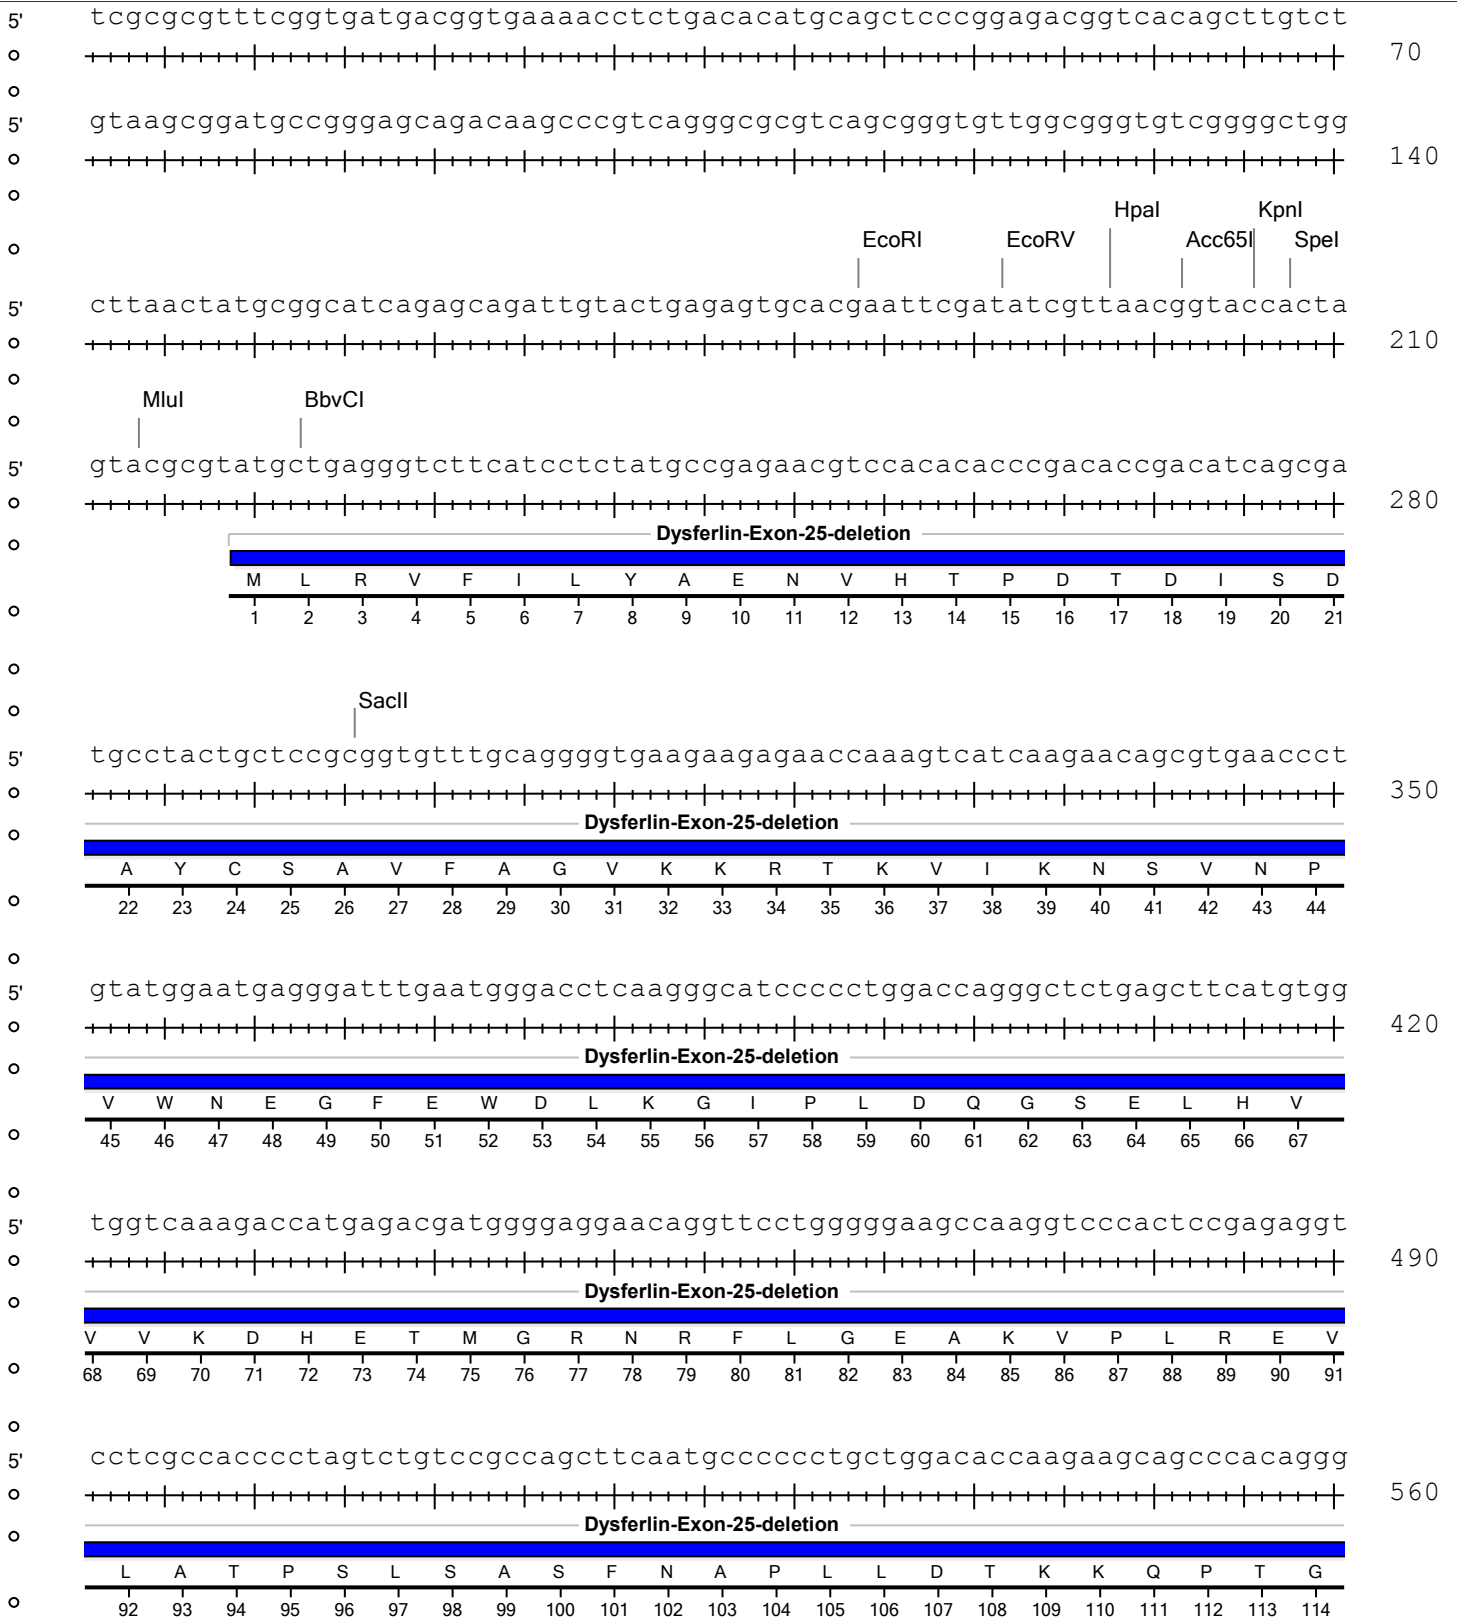 5' tcgcgcgtttcggtgatgacggtgaaaacctctgacacatgcagctcccggagacggtcacagcttgtct
70
5' gtaagcggatgccgggagcagacaagcccgtcagggcgcgtcagcgggtgttggcgggtgtcggggctgg
140
HpaI KpnI
EcoRI EcoRV Acc65I SpeI
5' cttaactatgcggcatcagagcagattgtactgagagtgcacgaattcgatatcgttaacggtaccacta
210
MluI BbvCI
5' gtacgcgtatgctgagggtcttcatcctctatgccgagaacgtccacacacccgacaccgacatcagcga
280
Dysferlin-Exon-25-deletion
M L R V F I L Y A E N V H T P D T D I S D
1 2 3 4 5 6 7 8 9 10 11 12 13 14 15 16 17 18 19 20 21
SacII
5' tgcctactgctccgcggtgtttgcaggggtgaagaagagaaccaaagtcatcaagaacagcgtgaaccct
350
Dysferlin-Exon-25-deletion
A Y C S A V F A G V K K R T K V I K N S V N P
22 23 24 25 26 27 28 29 30 31 32 33 34 35 36 37 38 39 40 41 42 43 44
5' gtatggaatgagggatttgaatgggacctcaagggcatccccctggaccagggctctgagcttcatgtgg
420
Dysferlin-Exon-25-deletion
V W N E G F E W D L K G I P L D Q G S E L H V
45 46 47 48 49 50 51 52 53 54 55 56 57 58 59 60 61 62 63 64 65 66 67
5' tggtcaaagaccatgagacgatggggaggaacaggttcctgggggaagccaaggtcccactccgagaggt
490
Dysferlin-Exon-25-deletion
V V K D H E T M G R N R F L G E A K V P L R E V
68 69 70 71 72 73 74 75 76 77 78 79 80 81 82 83 84 85 86 87 88 89 90 91
5' cctcgccacccctagtctgtccgccagcttcaatgcccccctgctggacaccaagaagcagcccacaggg
560
Dysferlin-Exon-25-deletion
L A T P S L S A S F N A P L L D T K K Q P T G
92 93 94 95 96 97 98 99 100 101 102 103 104 105 106 107 108 109 110 111 112 113 114